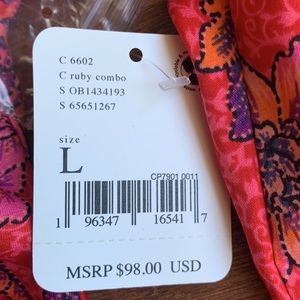 C 6602
C ruby combo
S OB1434193
S 65651267
size
L
CP7901 0011
1 96347 16541 7
MSRP $98.00 USD